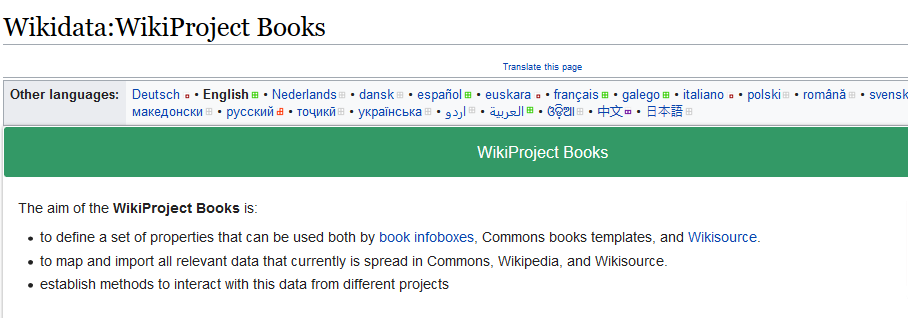 Wikidata:WikiProject Books
Translate this page
Other languages: Deutsch • English • Nederlands • dansk • español • euskara • français • galego • italiano • polski • română • svensk
македонски • русский • тоҷикӣ • українська • اردو • العربية • ଓଡ଼ିଆ • 中文 • 日本語
WikiProject Books
The aim of the WikiProject Books is:
• to define a set of properties that can be used both by book infoboxes, Commons books templates, and Wikisource.
• to map and import all relevant data that currently is spread in Commons, Wikipedia, and Wikisource.
• establish methods to interact with this data from different projects